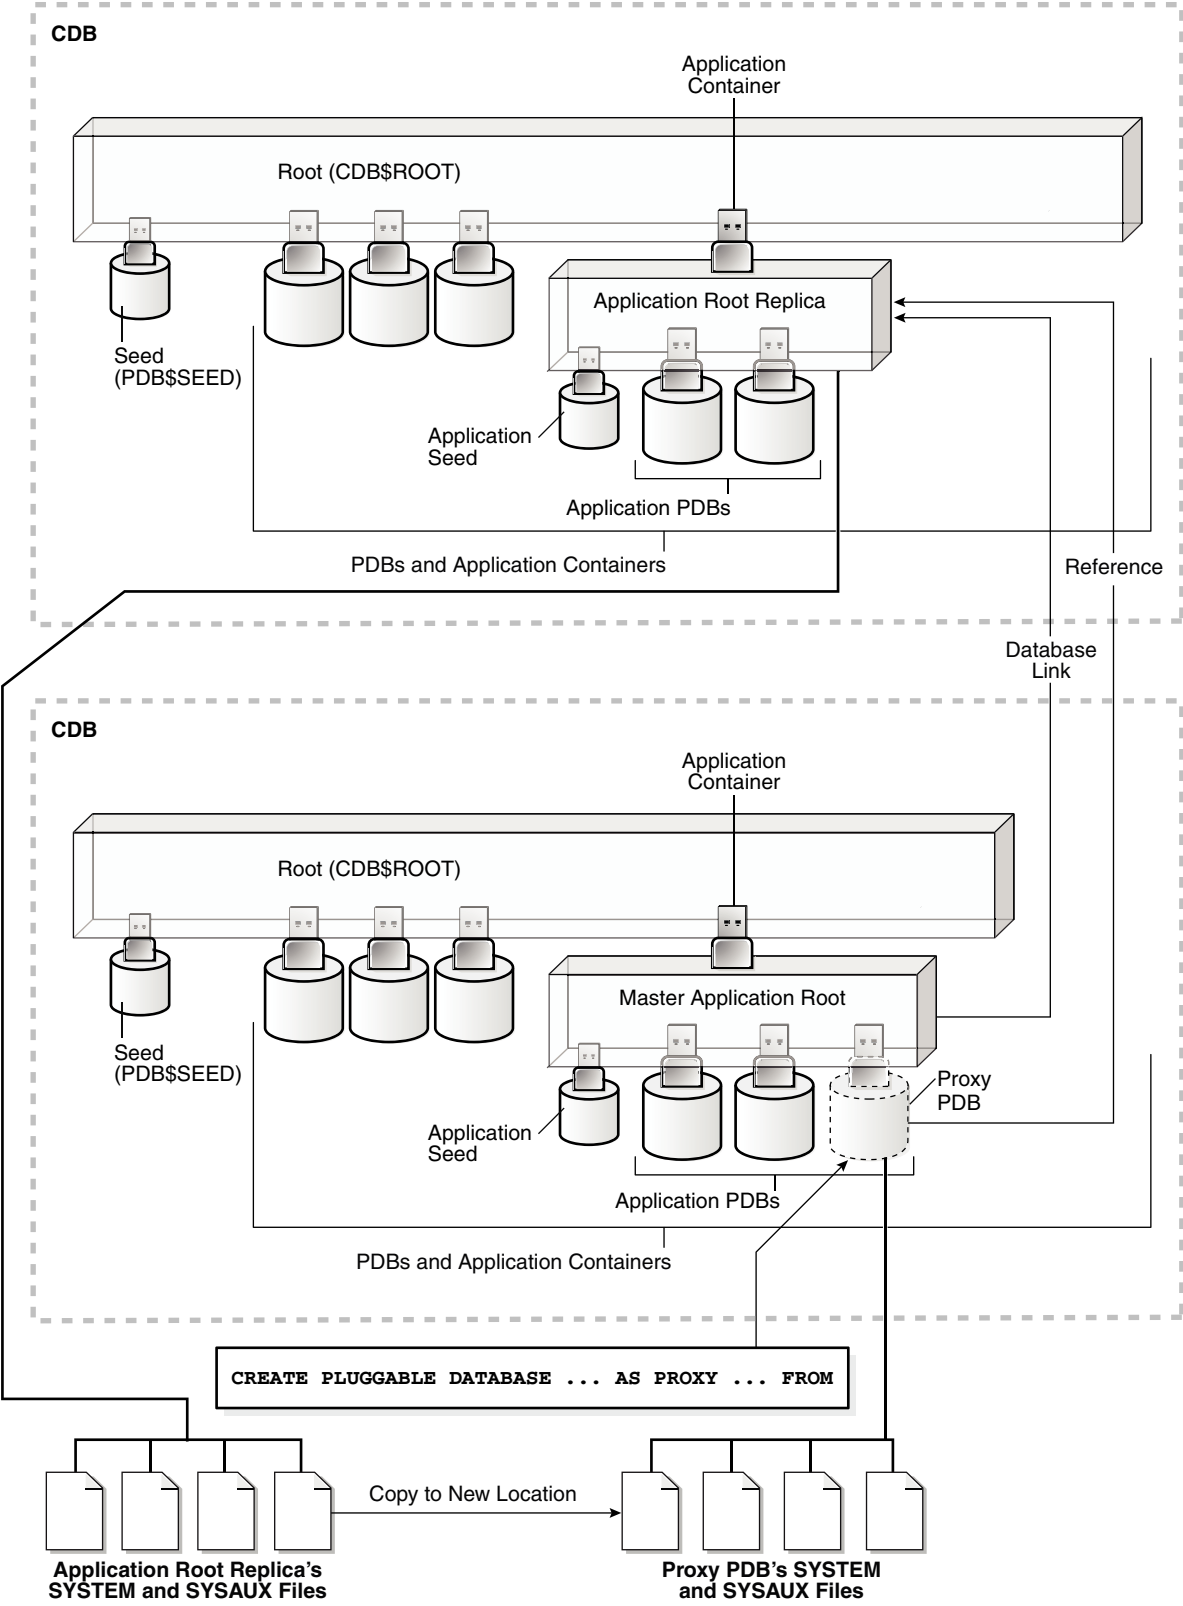 CDB
Application
Container
Root (CDB$ROOT)
Application Root Replica
Seed
(PDB$SEED)
Application
Seed
Application PDBs
PDBs and Application Containers
Reference
Database
Link
CDB
Application
Container
Root (CDB$ROOT)
Master Application Root
Seed
(PDB$SEED)
Proxy
PDB
Application
Seed
Application PDBs
PDBs and Application Containers
CREATE PLUGGABLE DATABASE ... AS PROXY ... FROM
Copy to New Location
Application Root Replica's
SYSTEM and SYSAUX Files
Proxy PDB's SYSTEM
and SYSAUX Files